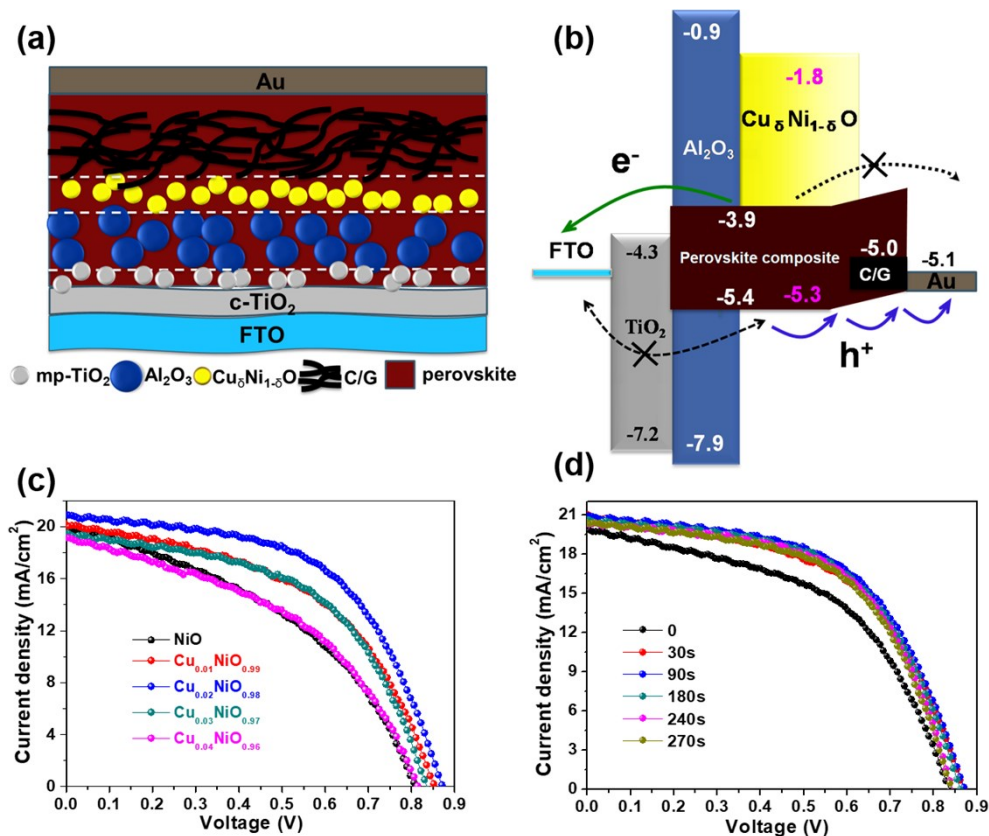 (a)
Au
c-TiO₂
FTO
mp-TiO₂ Al₂O₃ Cu_δNi_{1-δ}O C/G perovskite
(b)
-0.9
-1.8
Cu_δNi_{1-δ}O
Al₂O₃
e⁻
-3.9
FTO
-4.3
Perovskite composite
-5.0
C/G
-5.1
Au
-5.4
-5.3
TiO₂
h⁺
-7.2
-7.9
(c)
Current density (mA/cm²)
20
16
12
8
4
0
NiO
Cu₀.₀₁NiO₀.₉₉
Cu₀.₀₂NiO₀.₉₈
Cu₀.₀₃NiO₀.₉₇
Cu₀.₀₄NiO₀.₉₆
0.0 0.1 0.2 0.3 0.4 0.5 0.6 0.7 0.8 0.9
Voltage (V)
(d)
Current density (mA/cm²)
21
18
15
12
9
6
3
0
0
30s
90s
180s
240s
270s
0.0 0.1 0.2 0.3 0.4 0.5 0.6 0.7 0.8 0.9
Voltage (V)